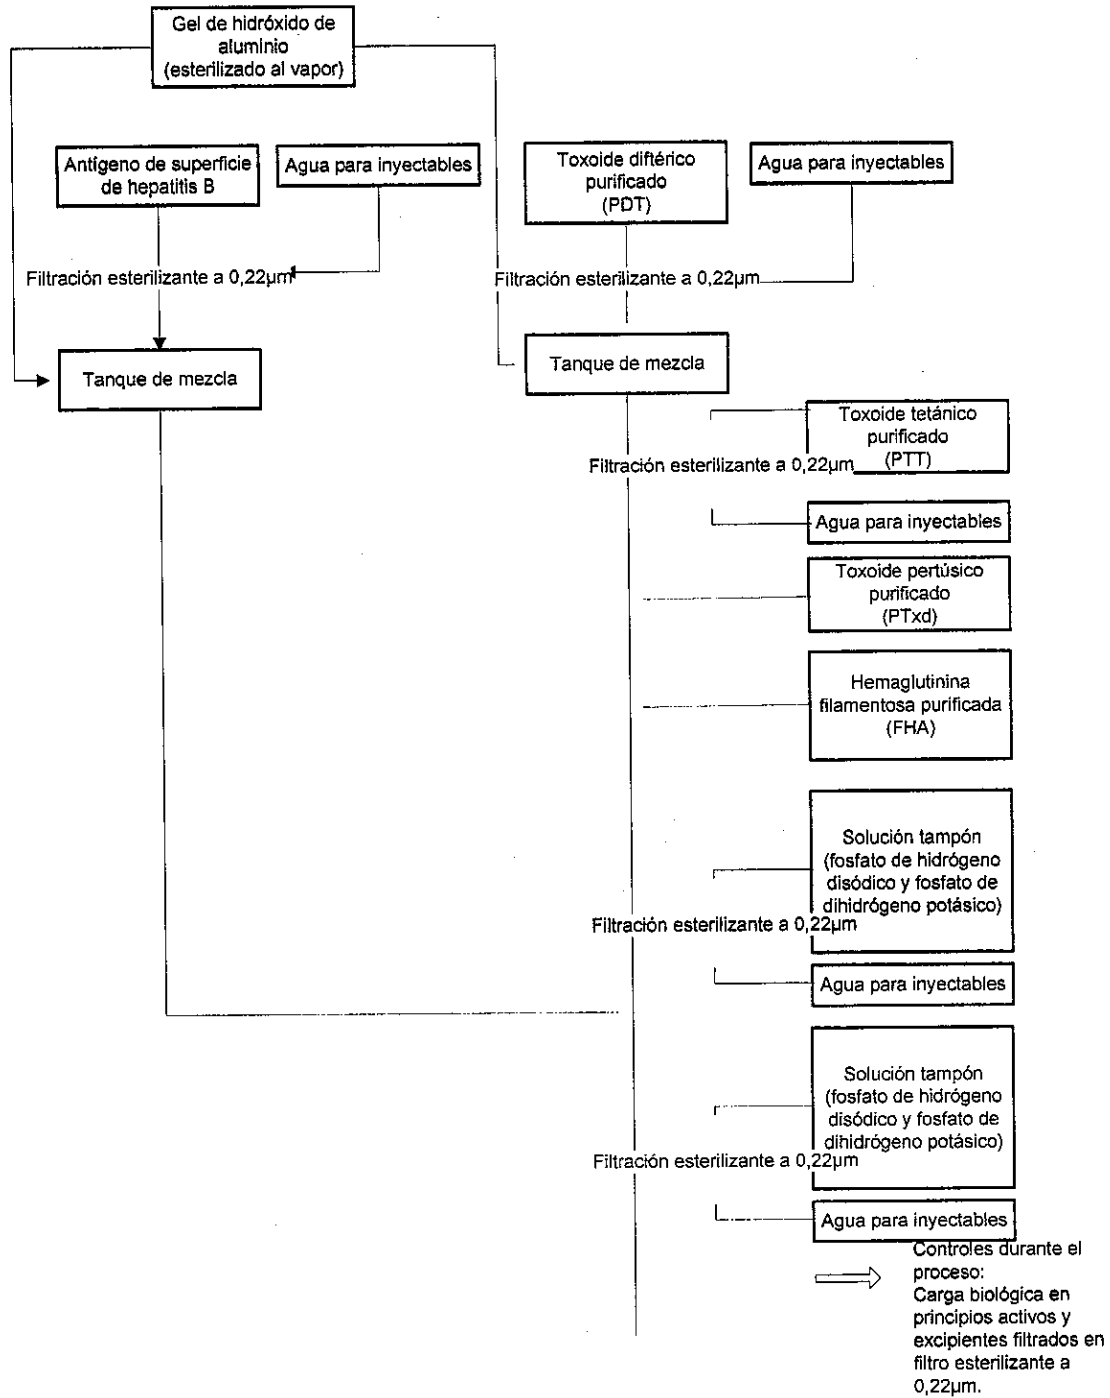 Gel de hidróxido de
aluminio
(esterilizado al vapor)
Antígeno de superficie
de hepatitis B
Agua para inyectables
Toxoide diftérico
purificado
(PDT)
Agua para inyectables
Filtración esterilizante a 0,22µm
Filtración esterilizante a 0,22µm
Tanque de mezcla
Tanque de mezcla
Toxoide tetánico
purificado
(PTT)
Filtración esterilizante a 0,22µm
Agua para inyectables
Toxoide pertúsico
purificado
(PTxd)
Hemaglutinina
filamentosa purificada
(FHA)
Solución tampón
(fosfato de hidrógeno
disódico y fosfato de
dihidrógeno potásico)
Filtración esterilizante a 0,22µm
Agua para inyectables
Solución tampón
(fosfato de hidrógeno
disódico y fosfato de
dihidrógeno potásico)
Filtración esterilizante a 0,22µm
Agua para inyectables
Controles durante el
proceso:
Carga biológica en
principios activos y
excipientes filtrados en
filtro esterilizante a
0,22µm.